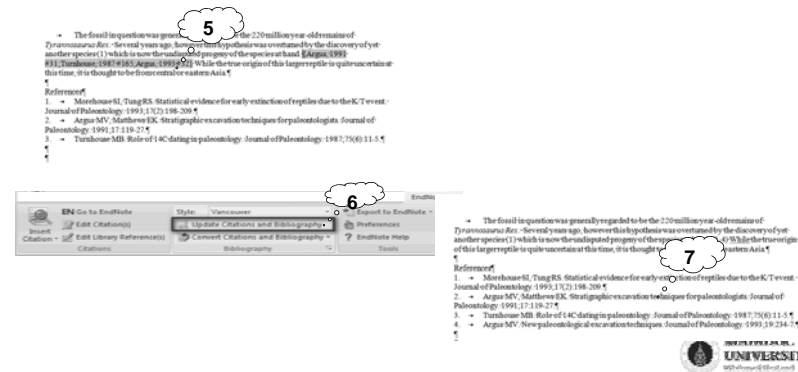 5
The fossil in question was gene the 220 million year old remains of
Tyrannosaurus Rex. Several years ago, however this hypothesis was overturned by the discovery of yet
another species (1) which is now the undisputed progeny of the species at hand. {(Argus, 1991
#31;Turnhouse, 1987 #165;Argus, 1993 #32} While the true origin of this larger reptile is quite uncertain at
this time, it is thought to be from central or eastern Asia.¶
¶
References¶
1. → Morehouse SI, Tung RS. Statistical evidence for early extinction of reptiles due to the K/T event.
Journal of Paleontology. 1993;17(2):198-209.¶
2. → Argus MV, Matthews EK. Stratigraphic excavation techniques for paleontologists. Journal of
Paleontology. 1991;17:119-27.¶
3. → Turnhouse MB. Role of 14C dating in paleontology. Journal of Paleontology. 1987;75(6):11-5.¶
¶
¶
6
EndNo
EN Go to EndNote
Style: Vancouver
Export to EndNote
Insert Citation
Edit Citation(s)
Update Citations and Bibliography
Preferences
Edit Library Reference(s)
Convert Citations and Bibliography
? EndNote Help
Citations
Bibliography
Tools
→ The fossil in question was generally regarded to be the 220 million year old remains of
Tyrannosaurus Rex. Several years ago, however this hypothesis was overturned by the discovery of yet
another species (1) which is now the undisputed progeny of the spe 4) While the true origin
of this larger reptile is quite uncertain at this time, it is thought to eastern Asia.¶
7
¶
References¶
1. → Morehouse SI, Tung RS. Statistical evidence for early extinction of reptiles due to the K/T event.
Journal of Paleontology. 1993;17(2):198-209.¶
2. → Argus MV, Matthews EK. Stratigraphic excavation techniques for paleontologists. Journal of
Paleontology. 1991;17:119-27.¶
3. → Turnhouse MB. Role of 14C dating in paleontology. Journal of Paleontology. 1987;75(6):11-5.¶
4. → Argus MV. New paleontological excavation techniques. Journal of Paleontology. 1993;19:234-7.¶
¶
UNIVERSI